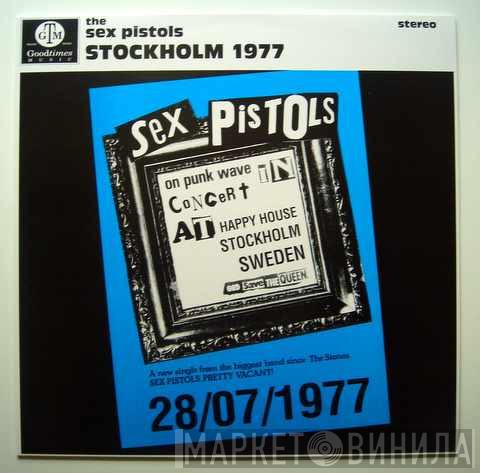 GTM
Goodtimes
MUSIC
the
sex pistols
STOCKHOLM 1977
stereo
Sex PiSTOLS
on punk wave IN
CoNCerT
AT HAPPY HOUSE
STOCKHOLM
SWEDEN
GOD Save THE QUEEN
A new single from the biggest band since The Stones.
SEX PISTOLS PRETTY VACANT!
28/07/1977
МАРКЕТ ВИНИЛА